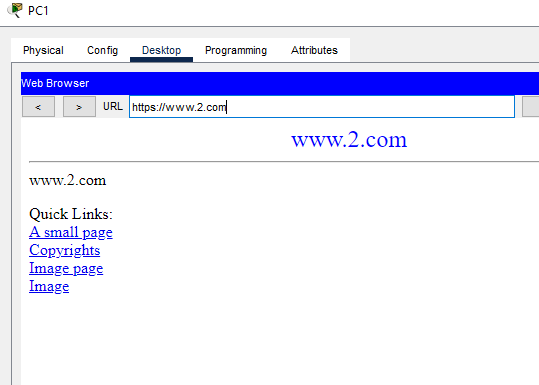 PC1
Physical Config Desktop Programming Attributes
Web Browser
< > URL https://www.2.com
www.2.com
www.2.com
Quick Links:
A small page
Copyrights
Image page
Image